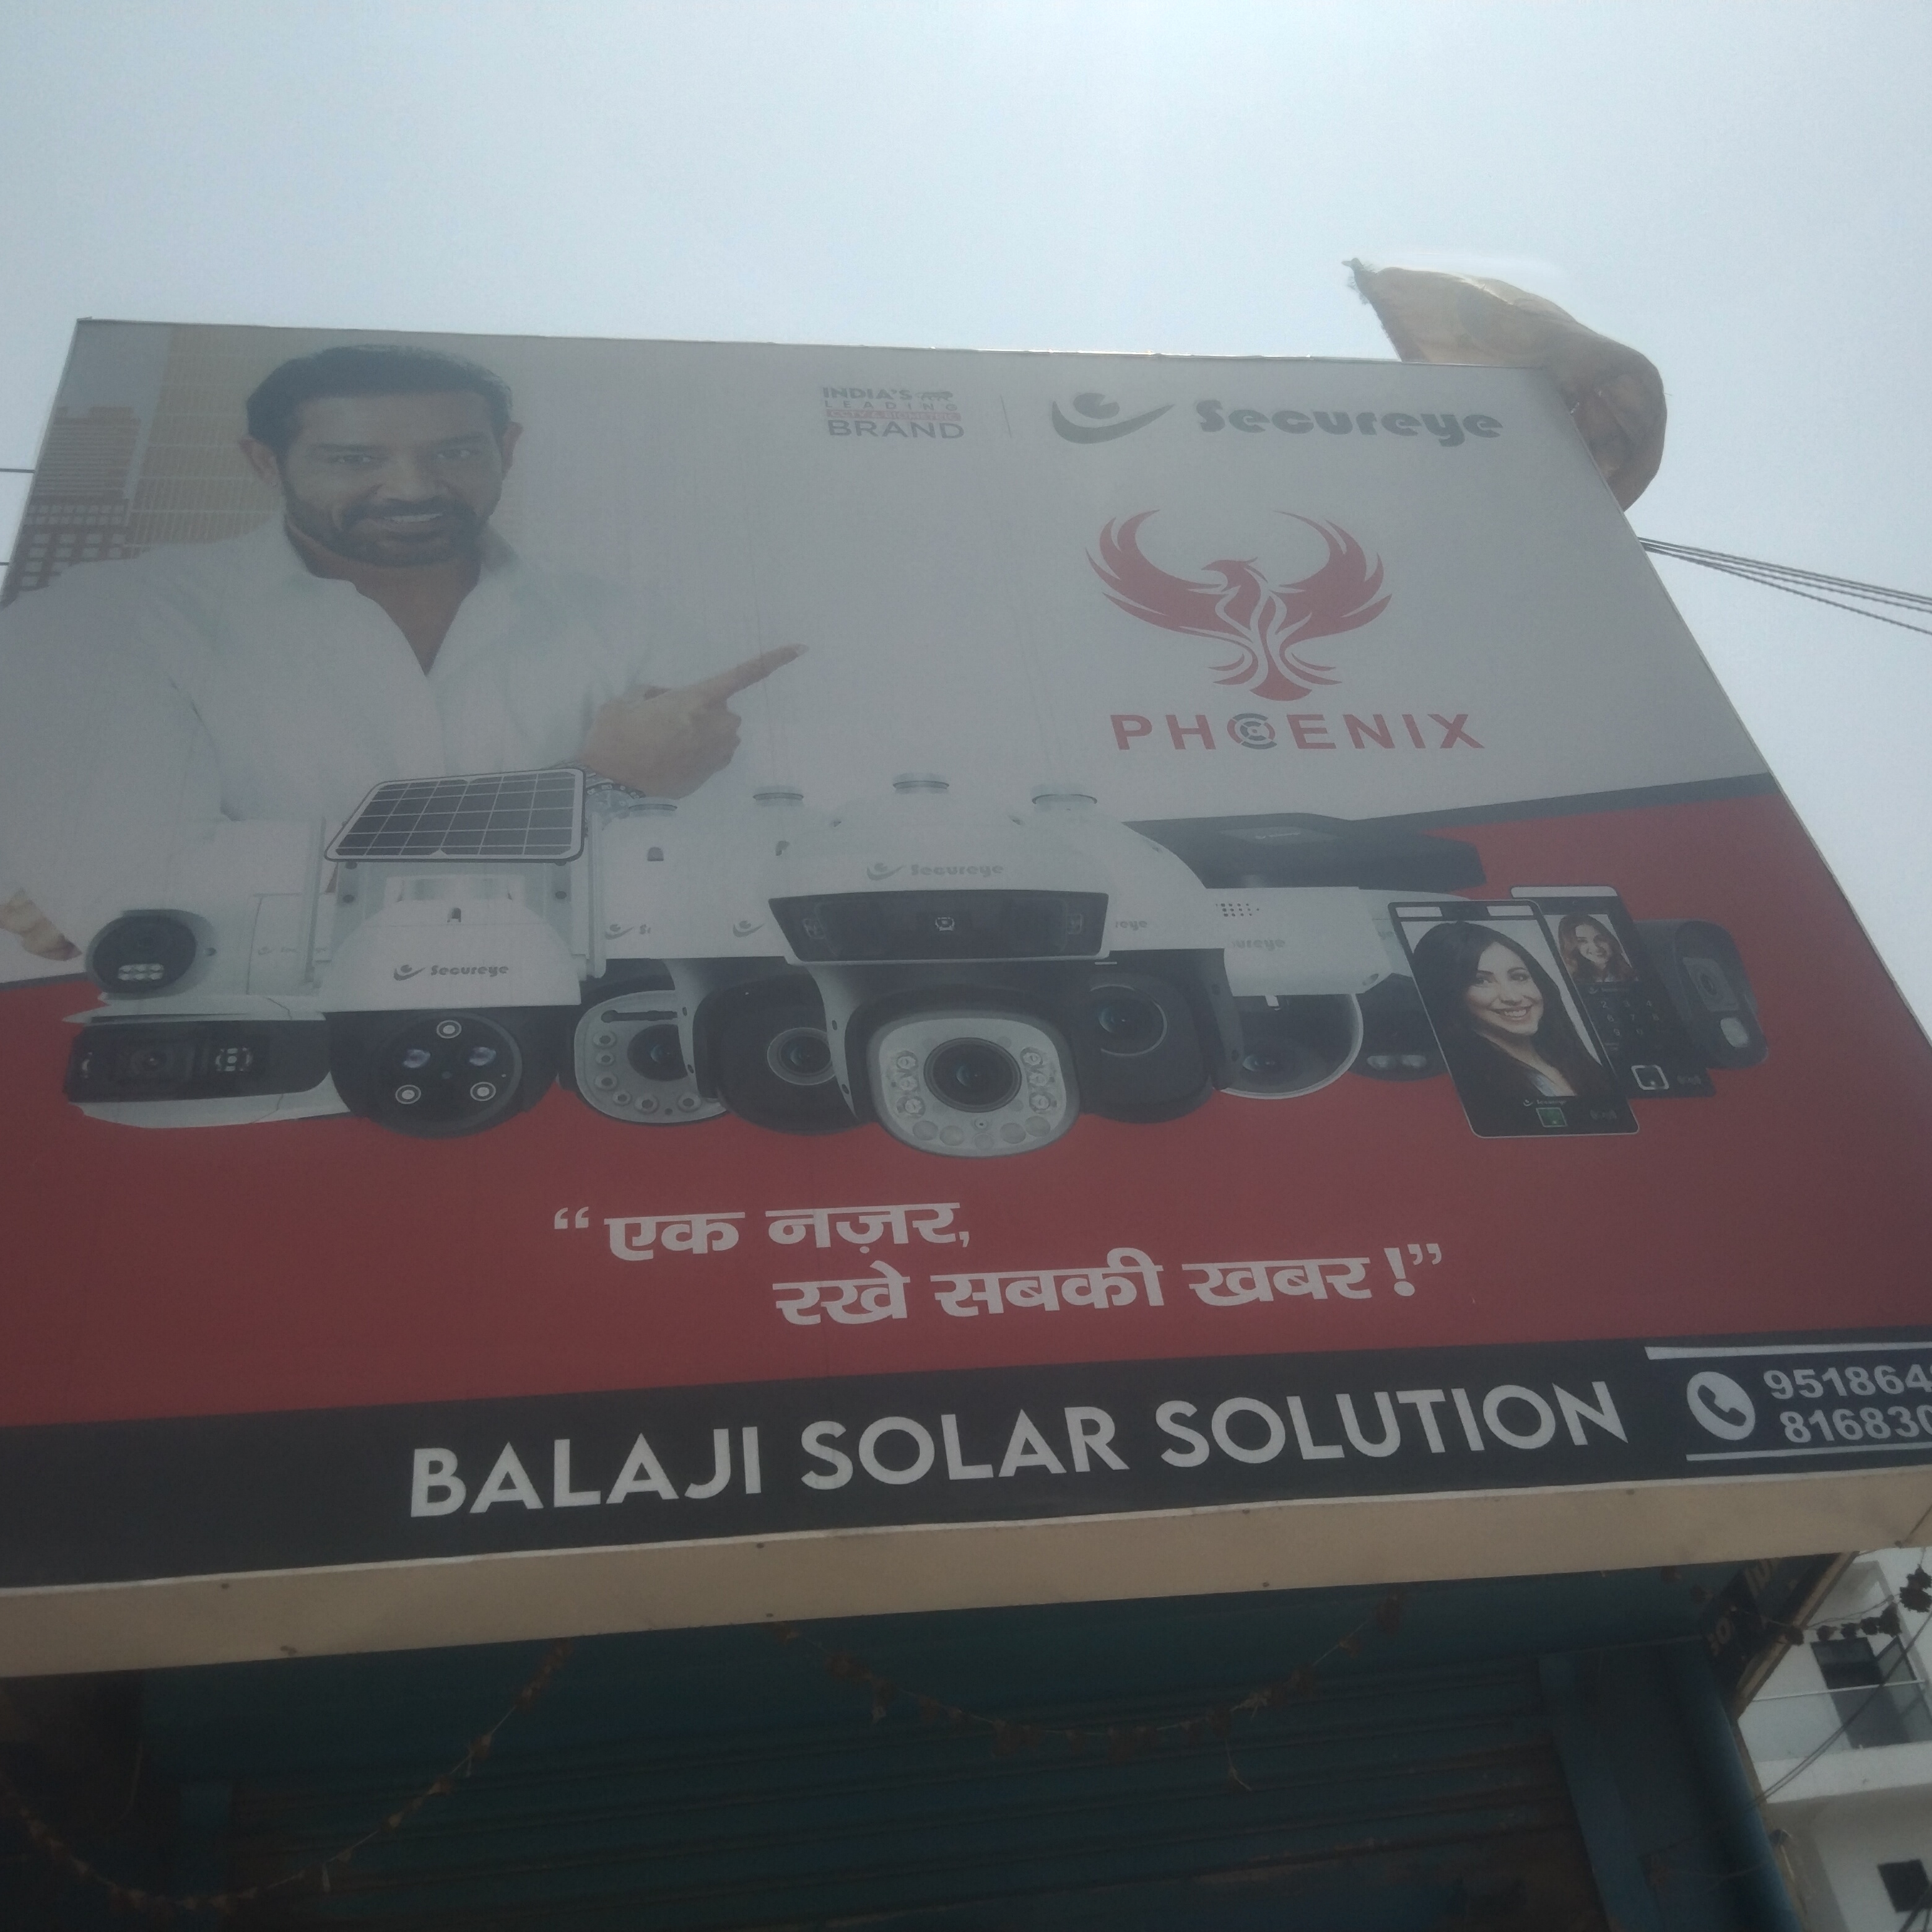 INDIA'S
LEADING
BRAND
Secureye
PHOENIX
Secureye
Secureye
“एक नज़र,
रखे सबकी खबर!”
BALAJI SOLAR SOLUTION
951864
816830